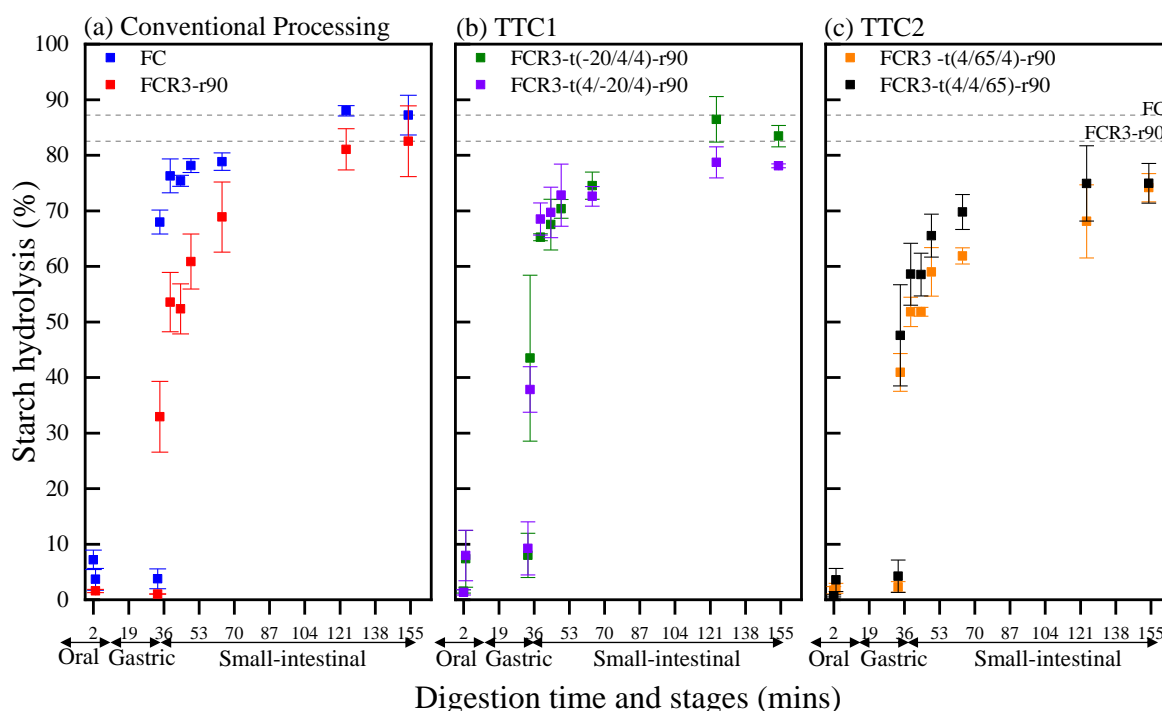 (a) Conventional Processing
(b) TTC1
(c) TTC2
FC
FCR3-r90
FCR3-t(-20/4/4)-r90
FCR3-t(4/-20/4)-r90
FCR3 -t(4/65/4)-r90
FCR3-t(4/4/65)-r90
FC
FCR3-r90
Starch hydrolysis (%)
100
90
80
70
60
50
40
30
20
10
0
2 19 36 53 70 87 104 121 138 155
2 19 36 53 70 87 104 121 138 155
2 19 36 53 70 87 104 121 138 155
Oral Gastric Small-intestinal
Oral Gastric Small-intestinal
Oral Gastric Small-intestinal
Digestion time and stages (mins)